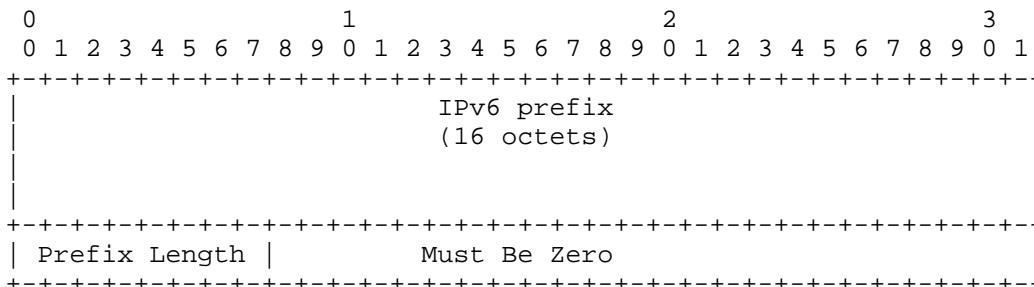 0                   1                   2                   3
 0 1 2 3 4 5 6 7 8 9 0 1 2 3 4 5 6 7 8 9 0 1 2 3 4 5 6 7 8 9 0 1
+-+-+-+-+-+-+-+-+-+-+-+-+-+-+-+-+-+-+-+-+-+-+-+-+-+-+-+-+-+-+-+-
|                          IPv6 prefix
|                          (16 octets)
|
|
+-+-+-+-+-+-+-+-+-+-+-+-+-+-+-+-+-+-+-+-+-+-+-+-+-+-+-+-+-+-+-+-
| Prefix Length |         Must Be Zero
+-+-+-+-+-+-+-+-+-+-+-+-+-+-+-+-+-+-+-+-+-+-+-+-+-+-+-+-+-+-+-+-